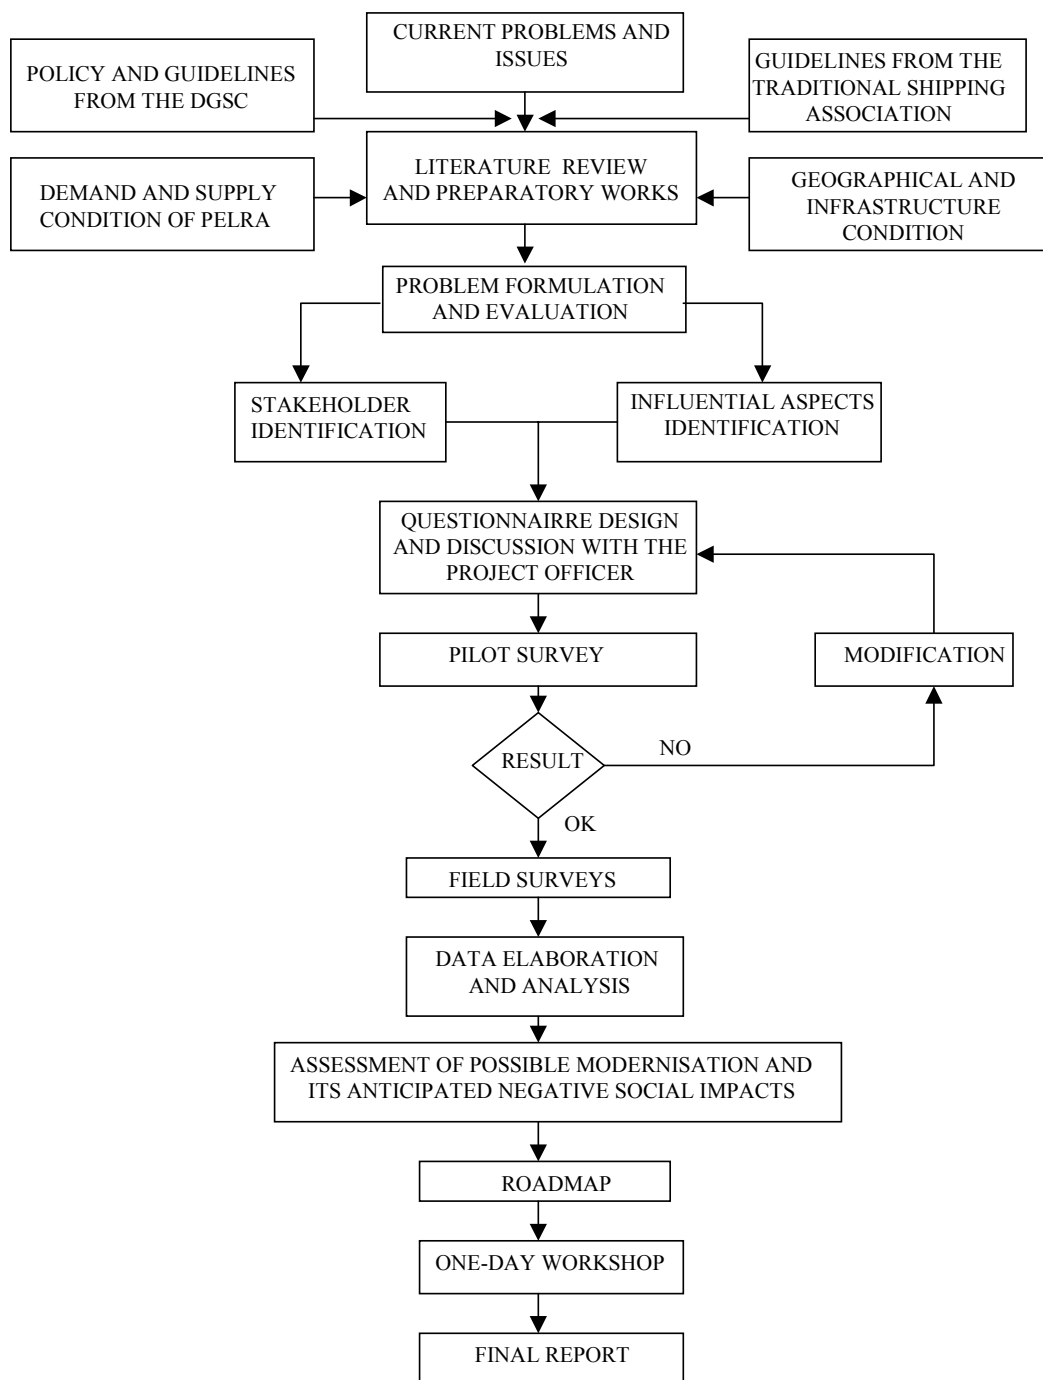 CURRENT PROBLEMS AND
ISSUES
POLICY AND GUIDELINES
FROM THE DGSC
GUIDELINES FROM THE
TRADITIONAL SHIPPING
ASSOCIATION
LITERATURE REVIEW
AND PREPARATORY WORKS
DEMAND AND SUPPLY
CONDITION OF PELRA
GEOGRAPHICAL AND
INFRASTRUCTURE
CONDITION
PROBLEM FORMULATION
AND EVALUATION
STAKEHOLDER
IDENTIFICATION
INFLUENTIAL ASPECTS
IDENTIFICATION
QUESTIONNAIRRE DESIGN
AND DISCUSSION WITH THE
PROJECT OFFICER
PILOT SURVEY
MODIFICATION
RESULT
NO
OK
FIELD SURVEYS
DATA ELABORATION
AND ANALYSIS
ASSESSMENT OF POSSIBLE MODERNISATION AND
ITS ANTICIPATED NEGATIVE SOCIAL IMPACTS
ROADMAP
ONE-DAY WORKSHOP
FINAL REPORT